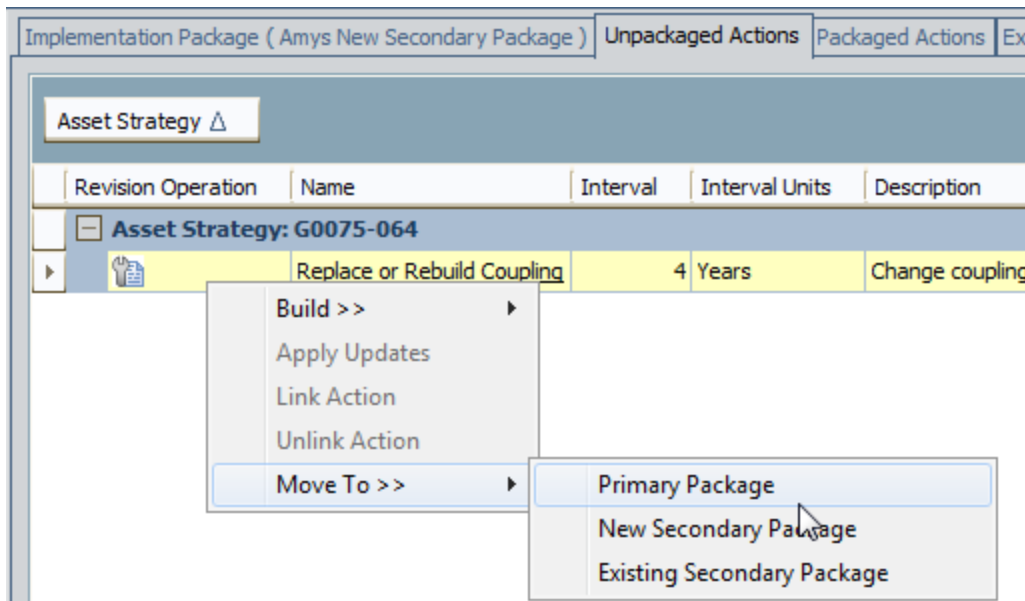 Implementation Package ( Amys New Secondary Package ) Unpackaged Actions Packaged Actions Ex
Asset Strategy
Revision Operation Name Interval Interval Units Description
Asset Strategy: G0075-064
Replace or Rebuild Coupling 4 Years Change coupling
Build >>
Apply Updates
Link Action
Unlink Action
Move To >> Primary Package
New Secondary Package
Existing Secondary Package